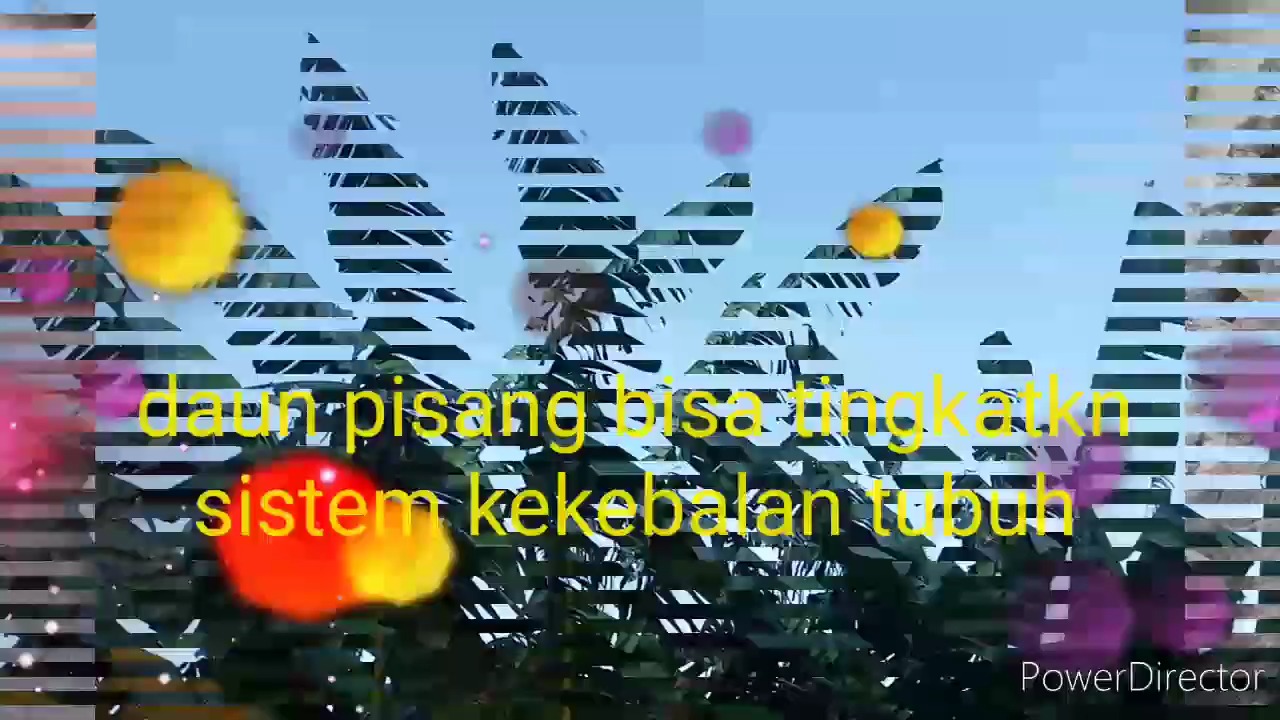 daun pisang bisa tingkatkn
sistem kekebalan tubuh
PowerDirector